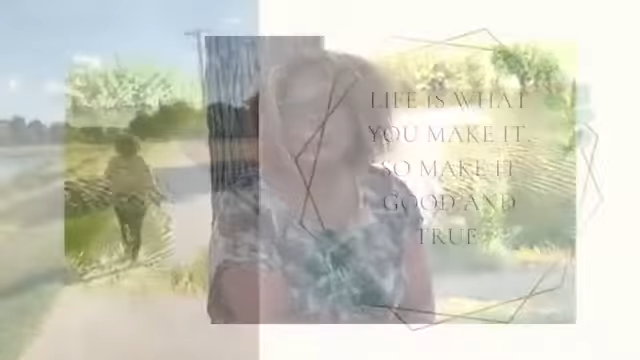 LIFE IS WHAT
YOU MAKE IT.
SO MAKE IT
GOOD AND
TRUE